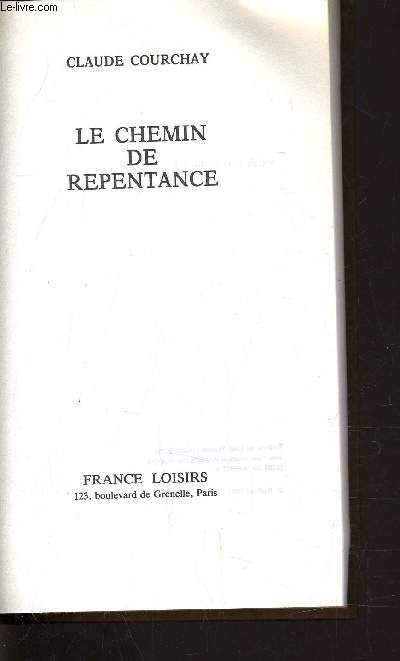 Le-livre.com
CLAUDE COURCHAY
LE CHEMIN
DE
REPENTANCE
FRANCE LOISIRS
123, boulevard de Grenelle, Paris